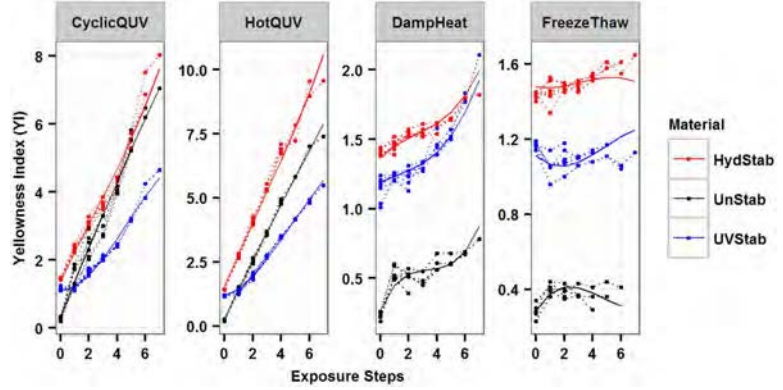 CyclicQUV HotQUV DampHeat FreezeThaw
Yellowness Index (YI)
8
6
4
2
0
10.0
7.5
5.0
2.5
0.0
2.0
1.5
1.0
0.5
1.6
1.2
0.8
0.4
0 2 4 6 0 2 4 6 0 2 4 6 0 2 4 6
Exposure Steps
Material
HydStab
UnStab
UVStab